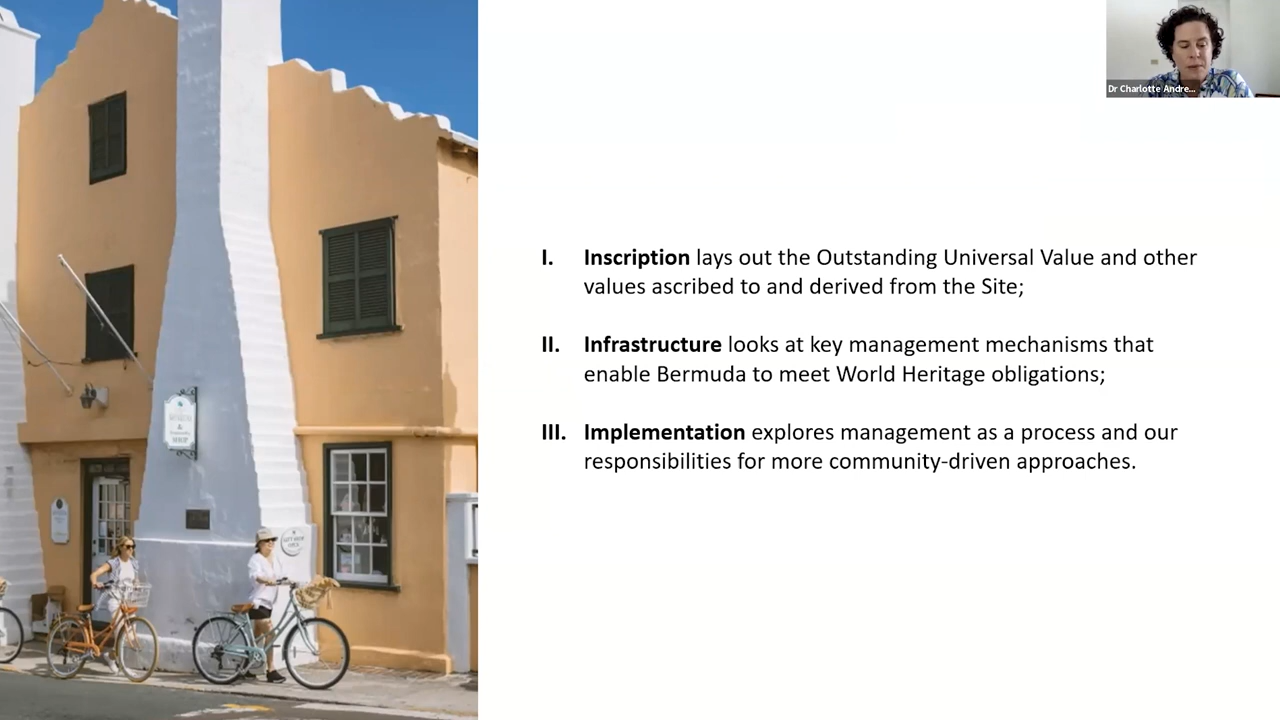 Dr Charlotte Andre...
I. Inscription lays out the Outstanding Universal Value and other
values ascribed to and derived from the Site;
II. Infrastructure looks at key management mechanisms that
enable Bermuda to meet World Heritage obligations;
III. Implementation explores management as a process and our
responsibilities for more community-driven approaches.
SHOP